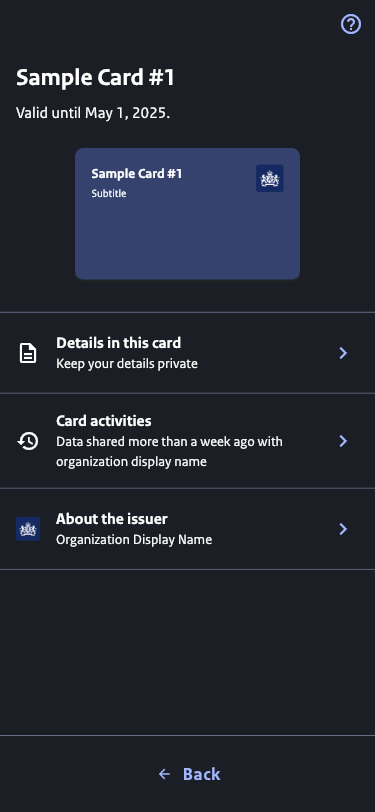 Sample Card #1
Valid until May 1, 2025.
Sample Card #1
Subtitle
Details in this card
Keep your details private
Card activities
Data shared more than a week ago with
organization display name
About the issuer
Organization Display Name
Back